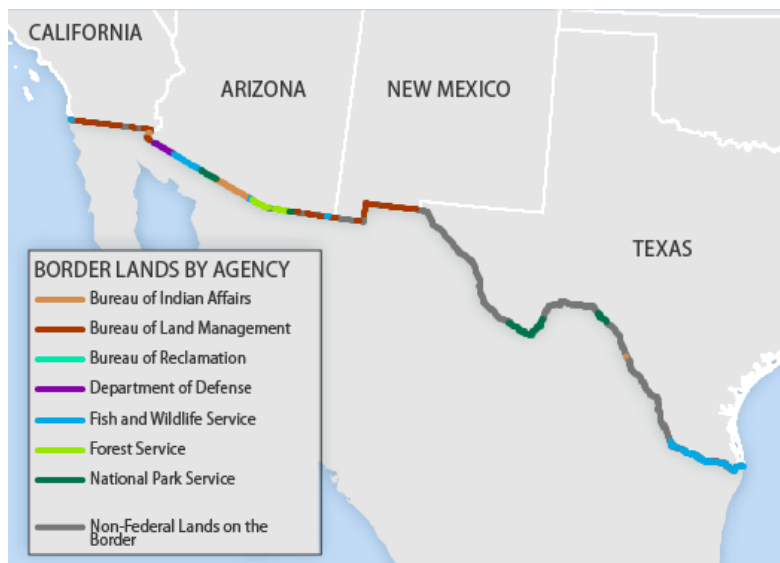 CALIFORNIA
ARIZONA
NEW MEXICO
TEXAS
BORDER LANDS BY AGENCY
Bureau of Indian Affairs
Bureau of Land Management
Bureau of Reclamation
Department of Defense
Fish and Wildlife Service
Forest Service
National Park Service
Non-Federal Lands on the
Border